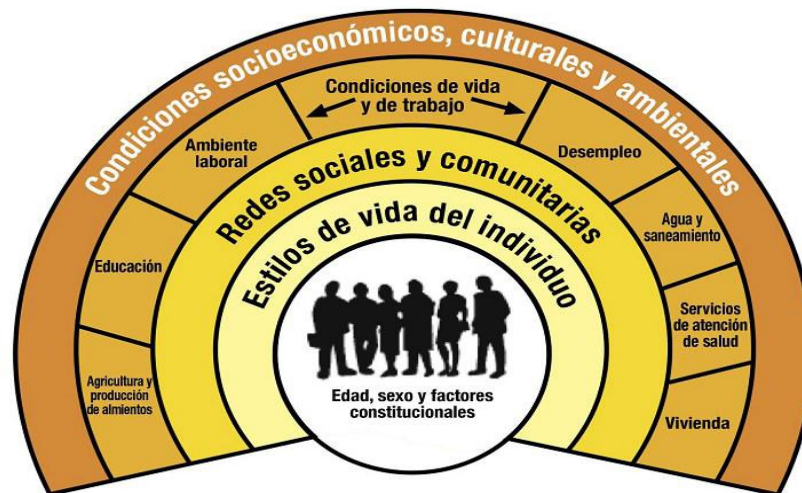 Condiciones socioeconómicos, culturales y ambientales
Condiciones de vida
y de trabajo
Ambiente
laboral
Desempleo
Educación
Agua y
saneamiento
Agricultura y
producción
de almientos
Servicios
de atención
de salud
Vivienda
Redes sociales y comunitarias
Estilos de vida del individuo
Edad, sexo y factores
constitucionales